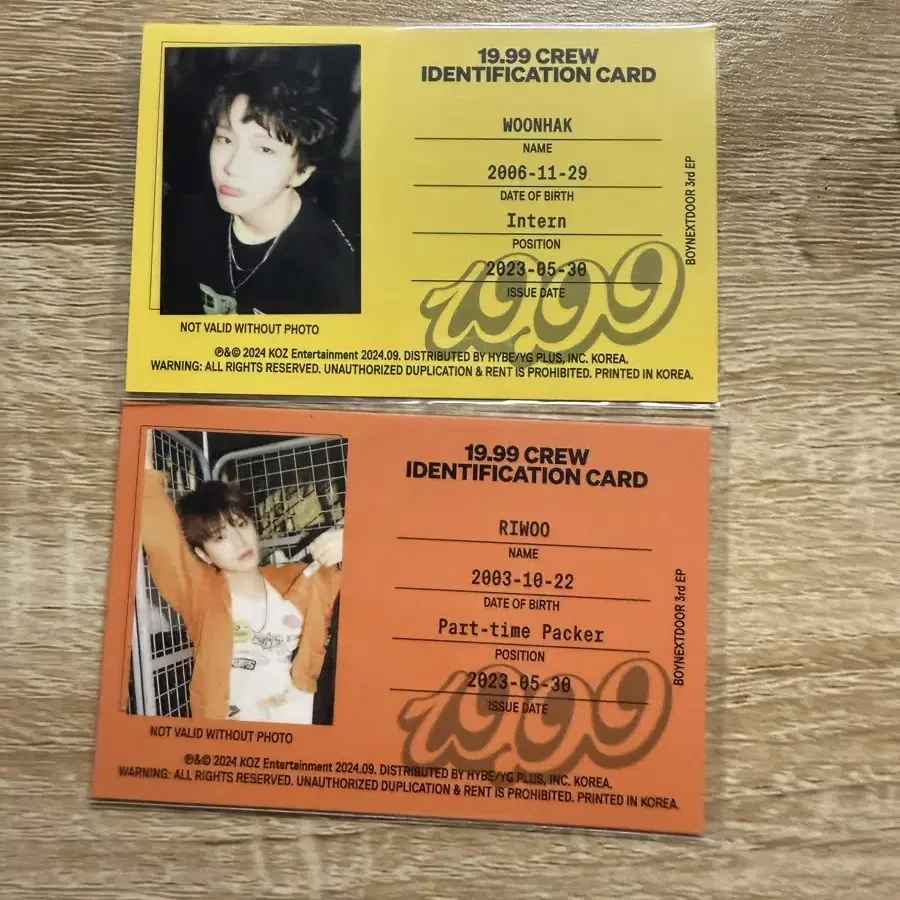 19.99 CREW
IDENTIFICATION CARD
WOONHAK
NAME
2006-11-29
DATE OF BIRTH
Intern
POSITION
2023-05-30
ISSUE DATE
19.99
BOYNEXTDOOR 3rd EP
NOT VALID WITHOUT PHOTO
℗&© 2024 KOZ Entertainment 2024.09. DISTRIBUTED BY HYBE/YG PLUS, INC. KOREA.
WARNING: ALL RIGHTS RESERVED. UNAUTHORIZED DUPLICATION & RENT IS PROHIBITED. PRINTED IN KOREA.
19.99 CREW
IDENTIFICATION CARD
RIWOO
NAME
2003-10-22
DATE OF BIRTH
Part-time Packer
POSITION
2023-05-30
ISSUE DATE
19.99
BOYNEXTDOOR 3rd EP
NOT VALID WITHOUT PHOTO
℗&© 2024 KOZ Entertainment 2024.09. DISTRIBUTED BY HYBE/YG PLUS, INC. KOREA.
WARNING: ALL RIGHTS RESERVED. UNAUTHORIZED DUPLICATION & RENT IS PROHIBITED. PRINTED IN KOREA.